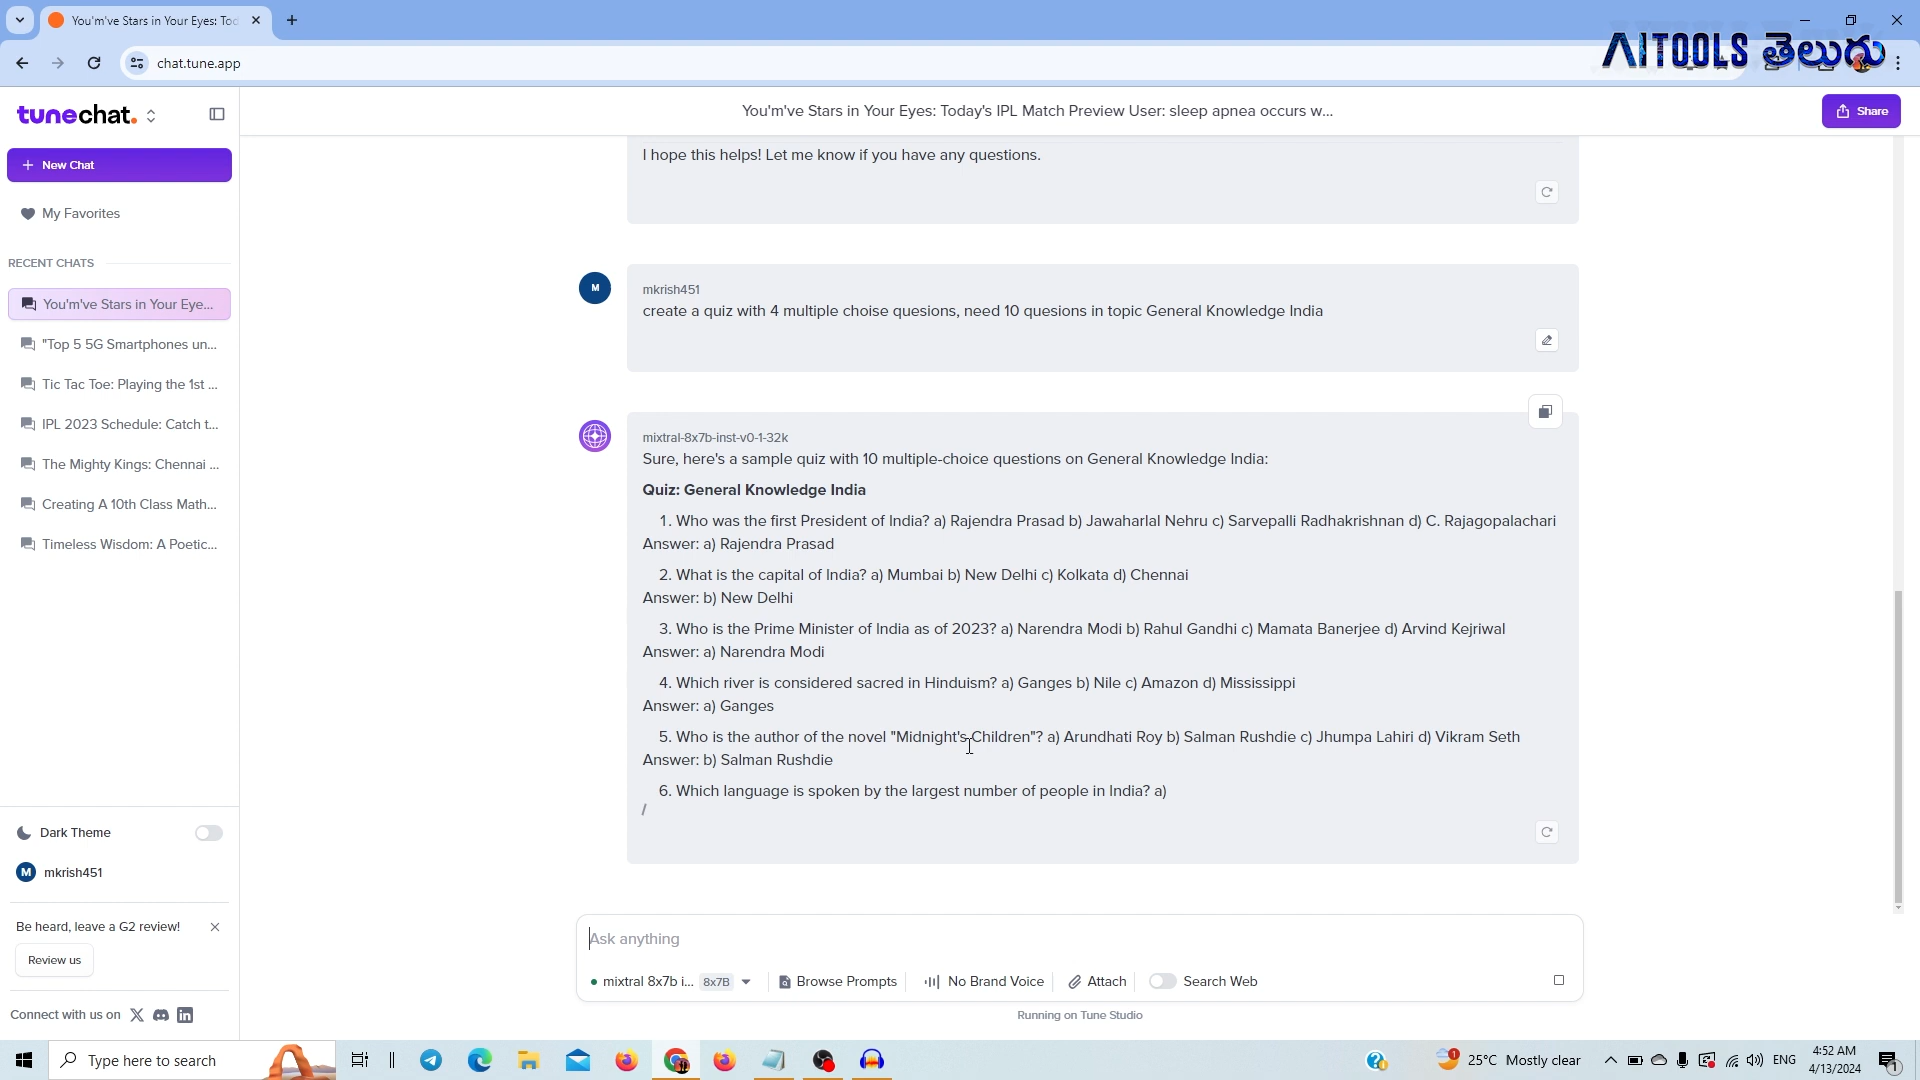 You'm've Stars in Your Eyes: Tod
chat.tune.app
AITOOLS తెలుగు
tunechat.
You'm've Stars in Your Eyes: Today's IPL Match Preview User: sleep apnea occurs w...
Share
New Chat
My Favorites
RECENT CHATS
You'm've Stars in Your Eye...
"Top 5 5G Smartphones un...
Tic Tac Toe: Playing the 1st ...
IPL 2023 Schedule: Catch t...
The Mighty Kings: Chennai ...
Creating A 10th Class Math...
Timeless Wisdom: A Poetic...
Dark Theme
M mkrish451
Be heard, leave a G2 review!
Review us
Connect with us on
I hope this helps! Let me know if you have any questions.
M
mkrish451
create a quiz with 4 multiple choise quesions, need 10 quesions in topic General Knowledge India
mixtral-8x7b-inst-v0-1-32k
Sure, here's a sample quiz with 10 multiple-choice questions on General Knowledge India:
Quiz: General Knowledge India
1. Who was the first President of India? a) Rajendra Prasad b) Jawaharlal Nehru c) Sarvepalli Radhakrishnan d) C. Rajagopalachari
Answer: a) Rajendra Prasad
2. What is the capital of India? a) Mumbai b) New Delhi c) Kolkata d) Chennai
Answer: b) New Delhi
3. Who is the Prime Minister of India as of 2023? a) Narendra Modi b) Rahul Gandhi c) Mamata Banerjee d) Arvind Kejriwal
Answer: a) Narendra Modi
4. Which river is considered sacred in Hinduism? a) Ganges b) Nile c) Amazon d) Mississippi
Answer: a) Ganges
5. Who is the author of the novel "Midnight's Children"? a) Arundhati Roy b) Salman Rushdie c) Jhumpa Lahiri d) Vikram Seth
Answer: b) Salman Rushdie
6. Which language is spoken by the largest number of people in India? a)
/
Ask anything
mixtral 8x7b i... 8x7B Browse Prompts No Brand Voice Attach Search Web
Running on Tune Studio
Type here to search
1 25°C Mostly clear ENG 4:52 AM
4/13/2024 1